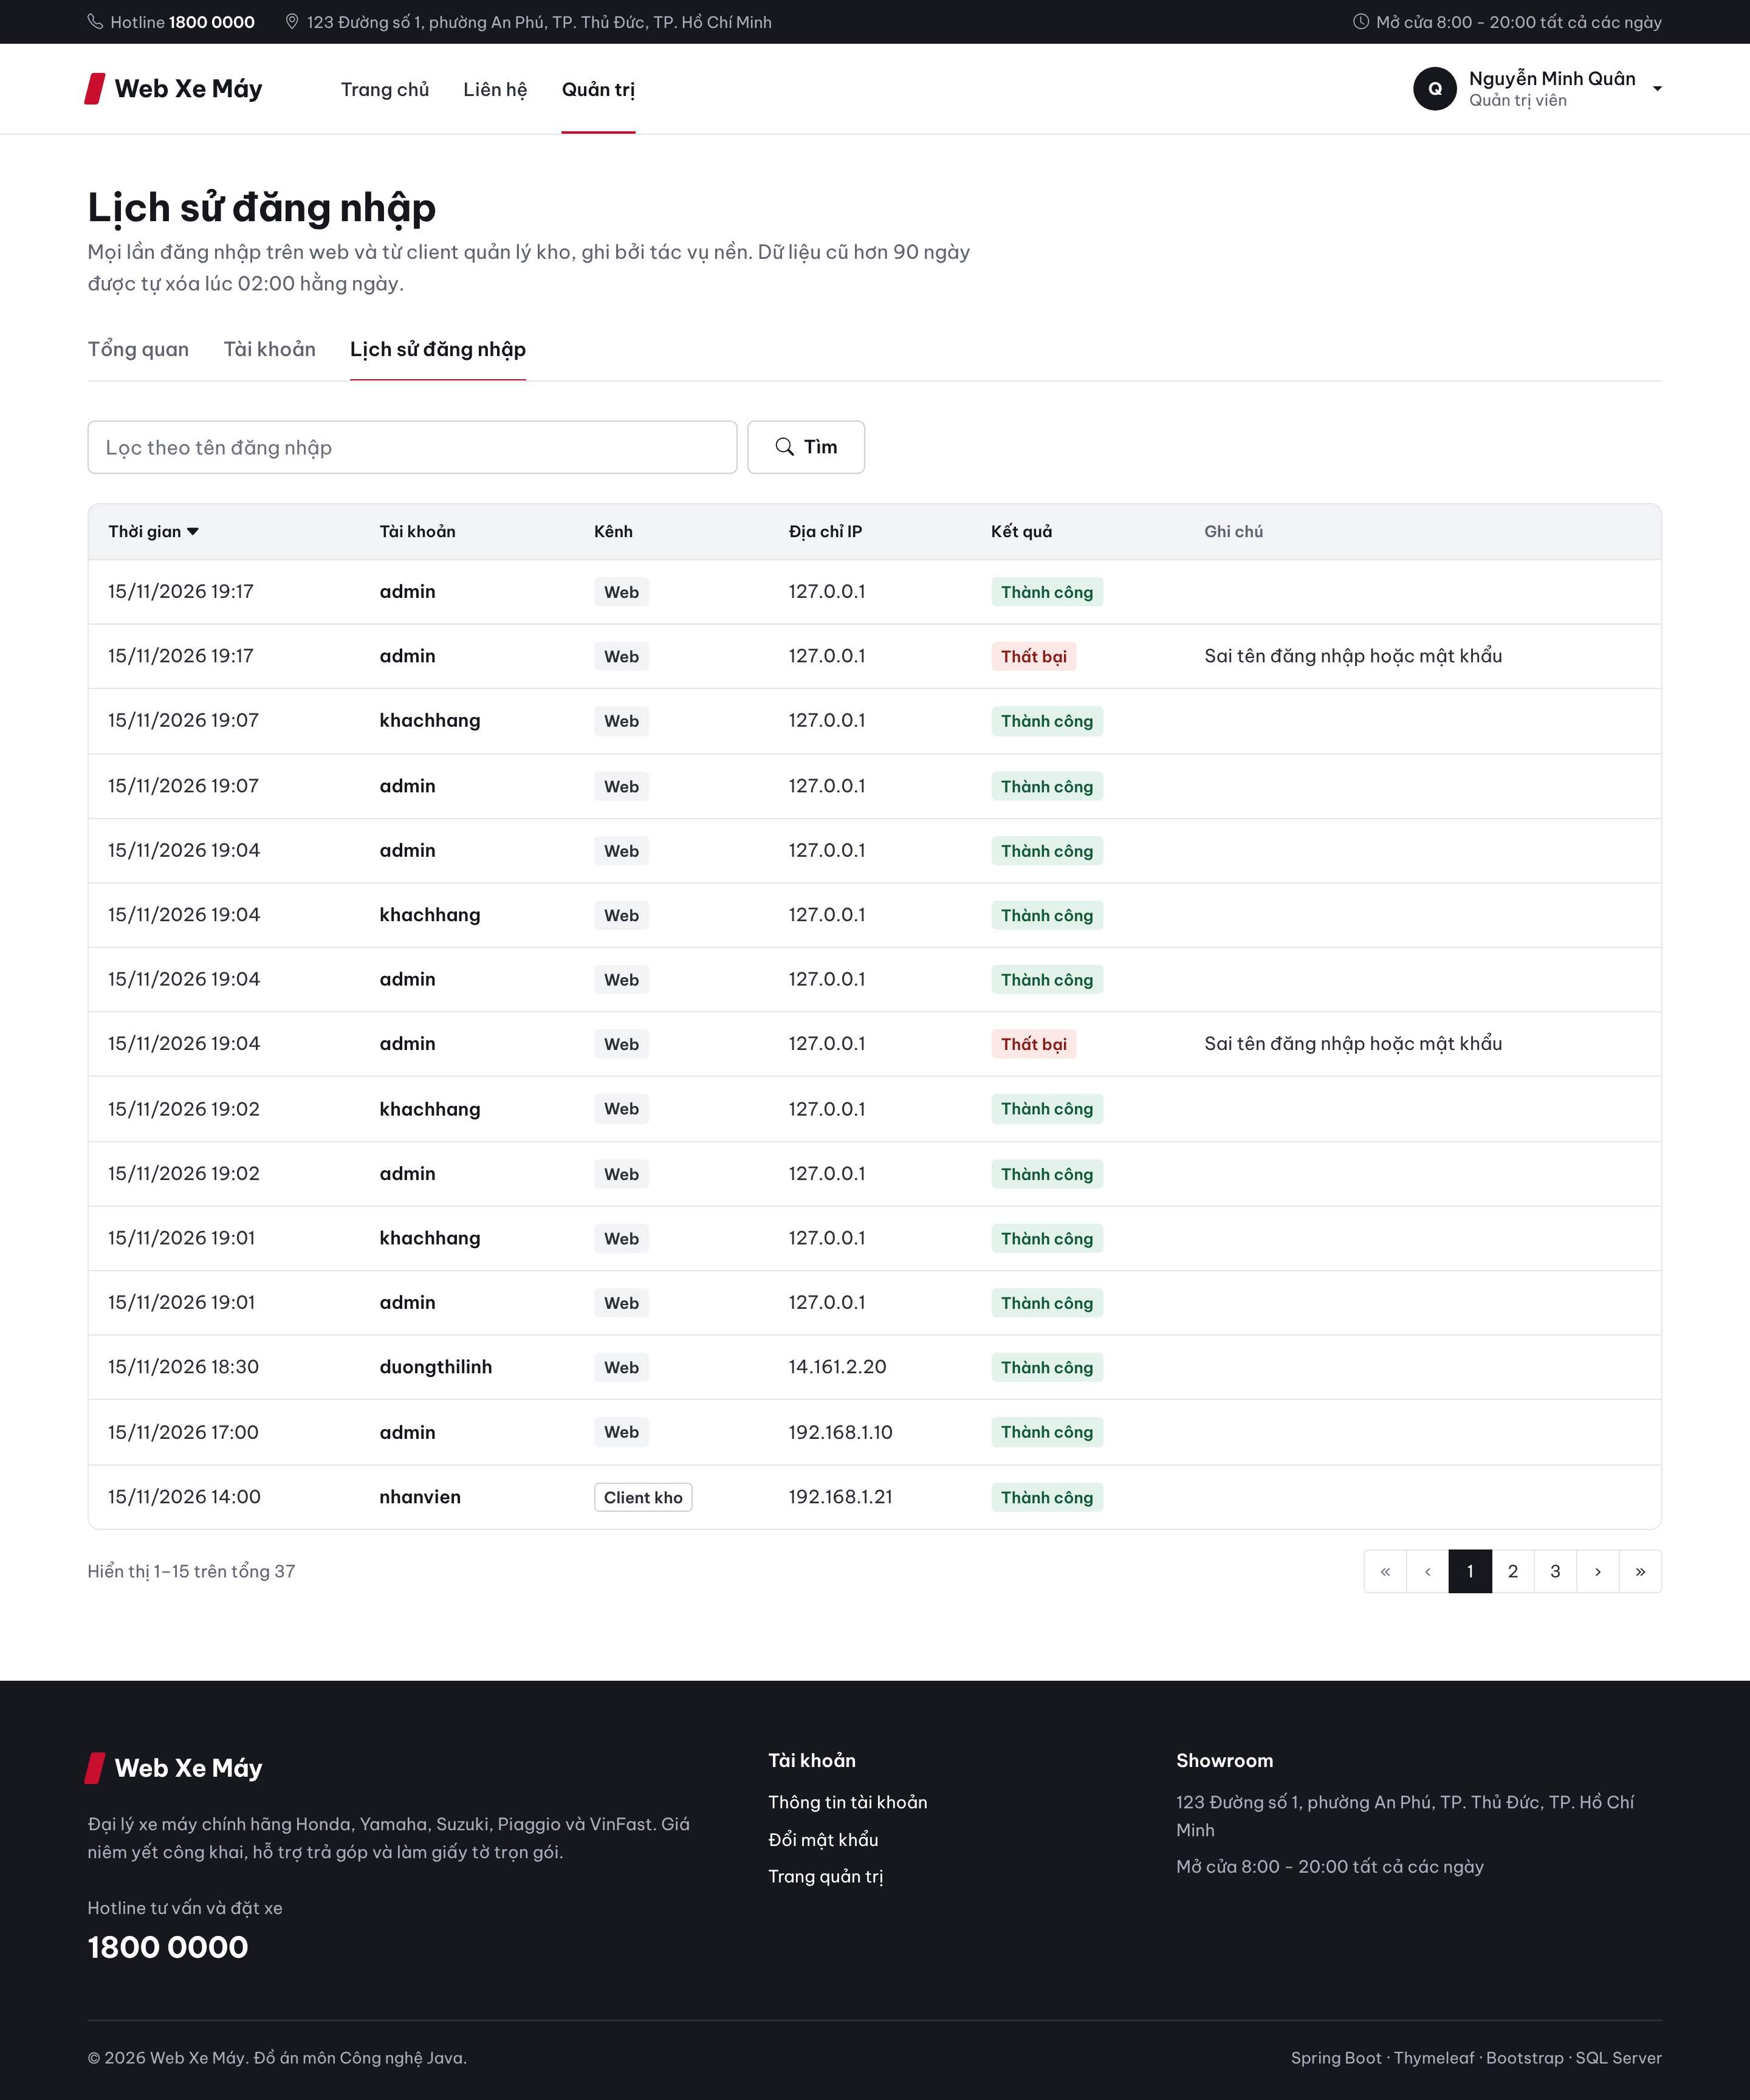 Hotline 1800 0000 123 Đường số 1, phường An Phú, TP. Thủ Đức, TP. Hồ Chí Minh Mở cửa 8:00 - 20:00 tất cả các ngày
Web Xe Máy Trang chủ Liên hệ Quản trị Q Nguyễn Minh Quân
Quản trị viên
Lịch sử đăng nhập
Mọi lần đăng nhập trên web và từ client quản lý kho, ghi bởi tác vụ nền. Dữ liệu cũ hơn 90 ngày
được tự xóa lúc 02:00 hằng ngày.
Tổng quan Tài khoản Lịch sử đăng nhập
Lọc theo tên đăng nhập Tìm
Thời gian Tài khoản Kênh Địa chỉ IP Kết quả Ghi chú
15/11/2026 19:17 admin Web 127.0.0.1 Thành công
15/11/2026 19:17 admin Web 127.0.0.1 Thất bại Sai tên đăng nhập hoặc mật khẩu
15/11/2026 19:07 khachhang Web 127.0.0.1 Thành công
15/11/2026 19:07 admin Web 127.0.0.1 Thành công
15/11/2026 19:04 admin Web 127.0.0.1 Thành công
15/11/2026 19:04 khachhang Web 127.0.0.1 Thành công
15/11/2026 19:04 admin Web 127.0.0.1 Thành công
15/11/2026 19:04 admin Web 127.0.0.1 Thất bại Sai tên đăng nhập hoặc mật khẩu
15/11/2026 19:02 khachhang Web 127.0.0.1 Thành công
15/11/2026 19:02 admin Web 127.0.0.1 Thành công
15/11/2026 19:01 khachhang Web 127.0.0.1 Thành công
15/11/2026 19:01 admin Web 127.0.0.1 Thành công
15/11/2026 18:30 duongthilinh Web 14.161.2.20 Thành công
15/11/2026 17:00 admin Web 192.168.1.10 Thành công
15/11/2026 14:00 nhanvien Client kho 192.168.1.21 Thành công
Hiển thị 1–15 trên tổng 37 « ‹ 1 2 3 › »
Web Xe Máy
Đại lý xe máy chính hãng Honda, Yamaha, Suzuki, Piaggio và VinFast. Giá
niêm yết công khai, hỗ trợ trả góp và làm giấy tờ trọn gói.
Hotline tư vấn và đặt xe
1800 0000
Tài khoản
Thông tin tài khoản
Đổi mật khẩu
Trang quản trị
Showroom
123 Đường số 1, phường An Phú, TP. Thủ Đức, TP. Hồ Chí
Minh
Mở cửa 8:00 - 20:00 tất cả các ngày
© 2026 Web Xe Máy. Đồ án môn Công nghệ Java. Spring Boot · Thymeleaf · Bootstrap · SQL Server